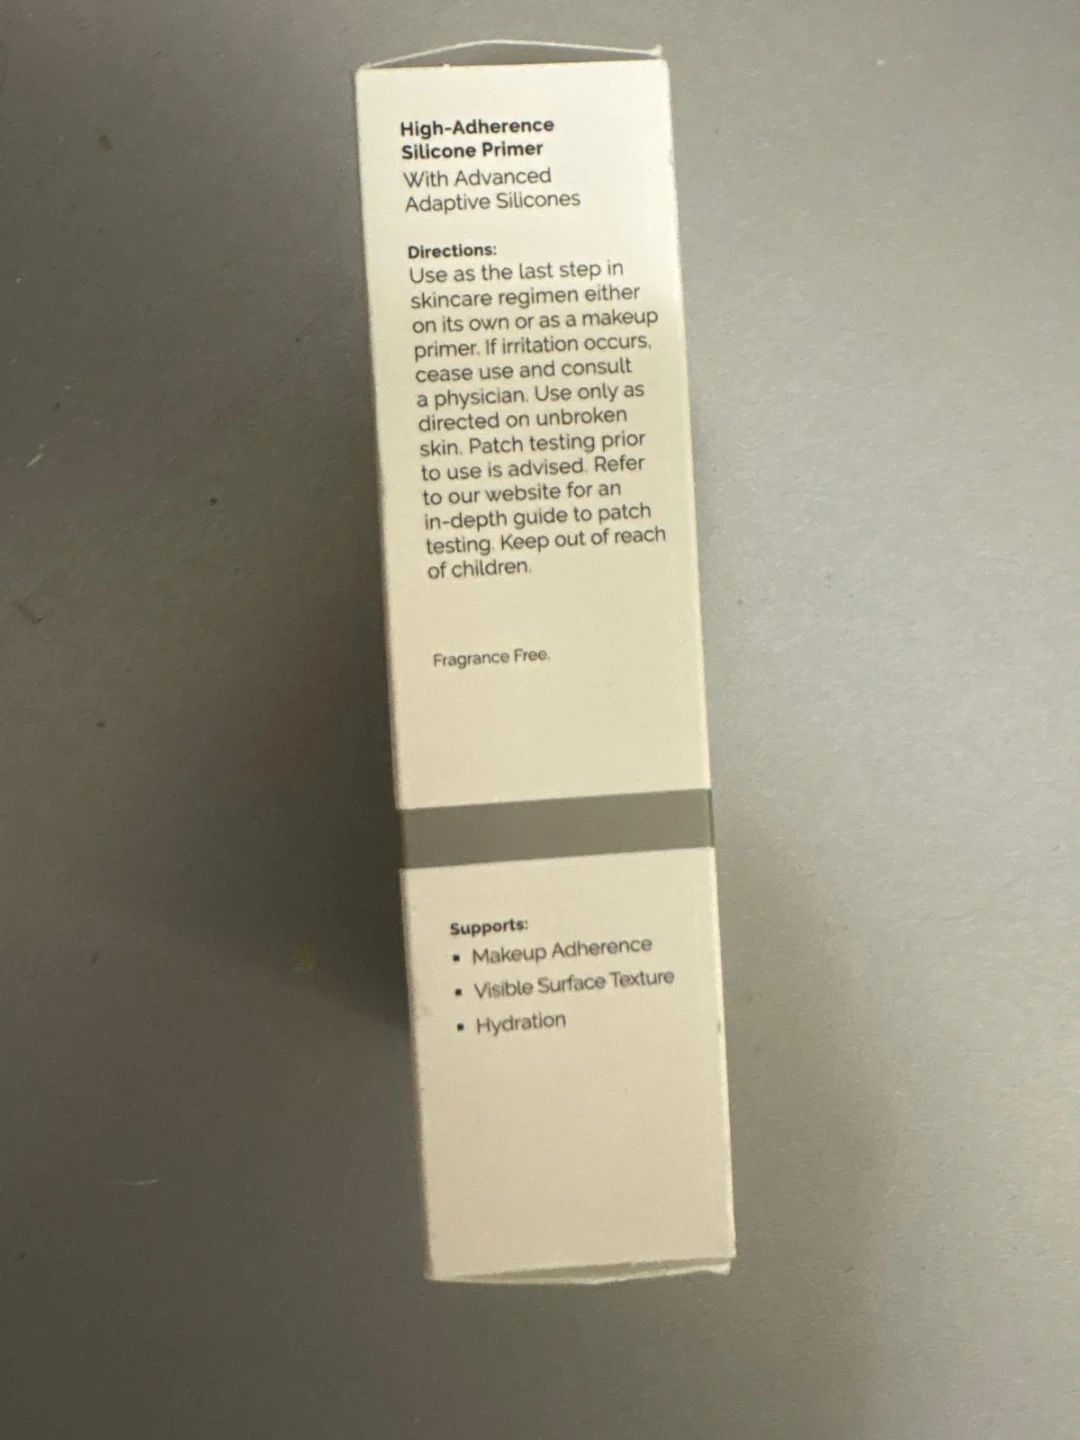 High-Adherence
Silicone Primer
With Advanced
Adaptive Silicones
Directions:
Use as the last step in
skincare regimen either
on its own or as a makeup
primer. If irritation occurs,
cease use and consult
a physician. Use only as
directed on unbroken
skin. Patch testing prior
to use is advised. Refer
to our website for an
in-depth guide to patch
testing. Keep out of reach
of children.
Fragrance Free.
Supports:
▪ Makeup Adherence
▪ Visible Surface Texture
▪ Hydration